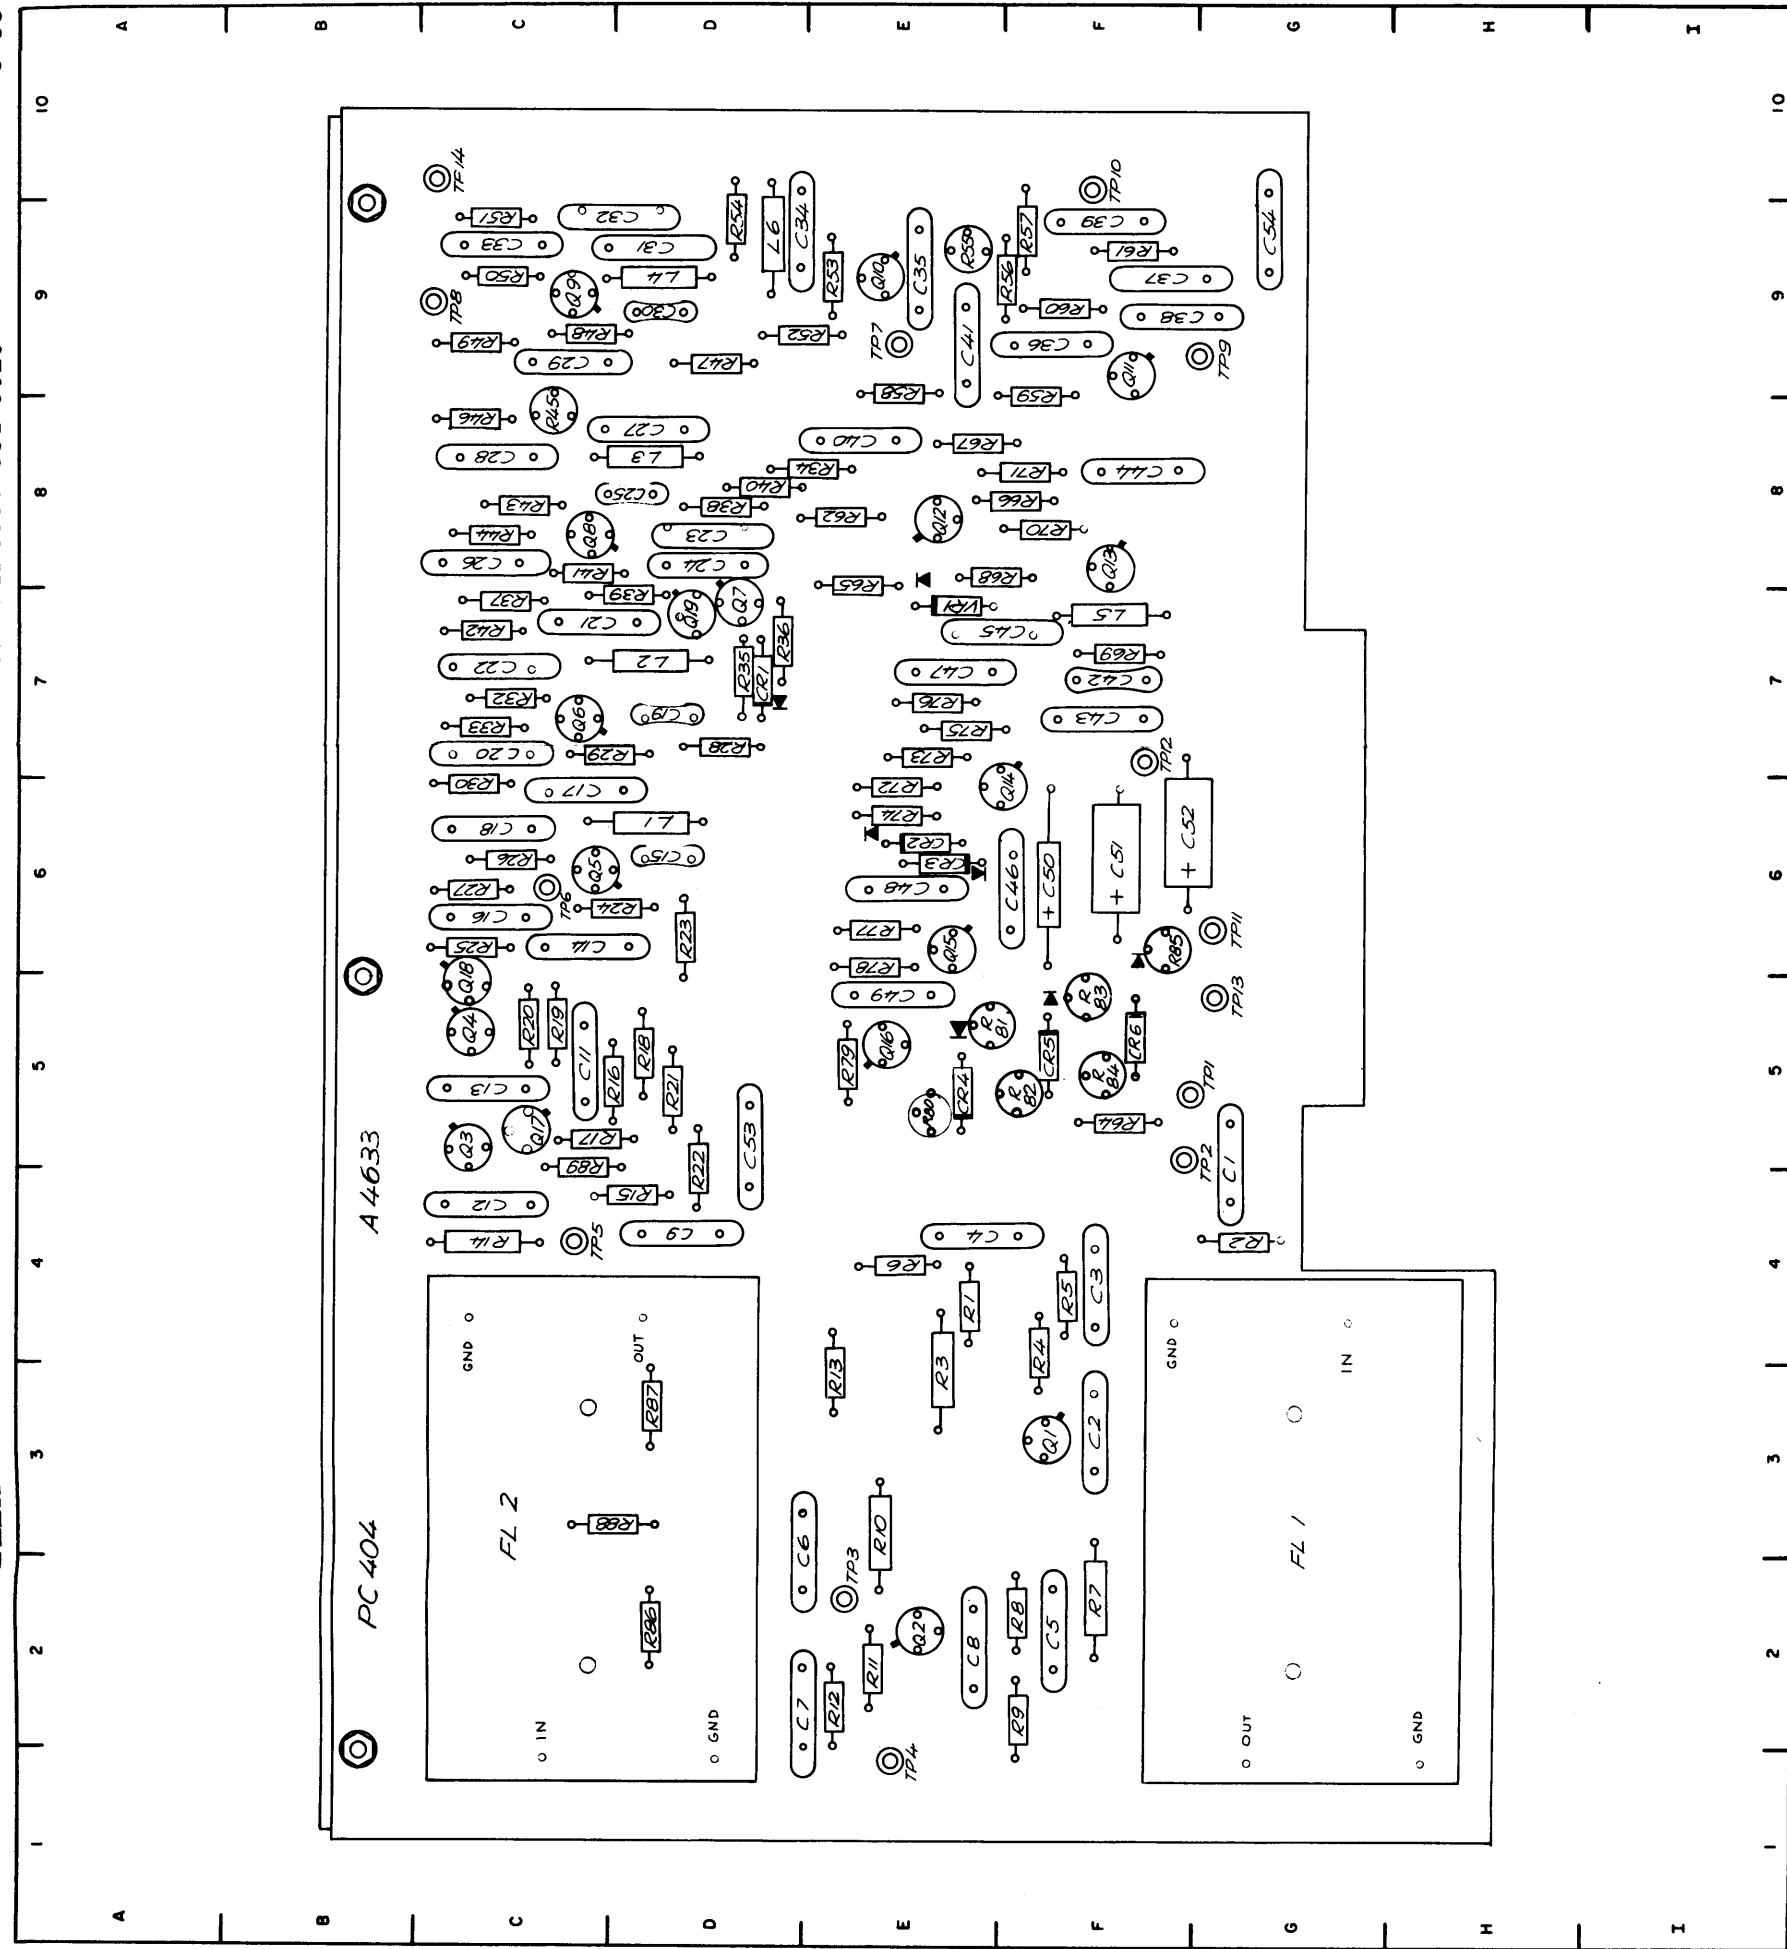 A B C D E F G H I
10
TP14
R51 C32 R54 L6 C34 R57 TP10
C33 C31 R53 Q10 C35 R55 R56 C39 R61 C54
R50 Q9 L4 C37
9
TP8 C30 R60 C38
R49 R48 R52 TP7 C41 C36 TP9
C29 R47 Q11
R58 R59
R46 R45 C27 C40 R67
C28 L3 R34 R71 C44
8
R43 C25 R40 R38 R62 Q12 R66
R44 Q8 C23 R70
C26 R41 C24 R65 R68 Q13
R37 R39 Q19 Q7 R36 VR1 L5
R42 C21 C45
C22 L2 R35 CR1 C47 R69 C42
7
R32 Q6 C19 R76 C43
R33 R75
C20 R29 R28 R73 TP12
R30 C17 R72 Q14
C18 L1 R74 + C51 + C52
R26 C15 CR2
6
R27 TP6 Q5 CR3 C46 + C50
C16 R24 C48
R25 C14 R23 R77 Q15 R85 TP11
Q18 R78
C49 R83 TP13
Q4 R20 R19 C11 R18 R79 Q16 R81
5
C13 R16 R21 CR4 CR5 R84 CR6 TP1
R80 R82
Q3 Q17 R17 C53 R64
A4633
R89 R22 TP2 C1
C12 R15
R14 TP5 C9 C4 R2
4
R6 R1 R5 C3
GND OUT R13 R3 R4 GND IN
R87
3
Q1 C2
FL 2 R88 C6 R10
PC 404 TP3 FL 1
R86 R8 C5 R7
2
R11 Q2 C8
C7 R12 R9
IN GND TP4 OUT GND
1
A B C D E F G H I
10
9
8
7
6
5
4
3
2
1